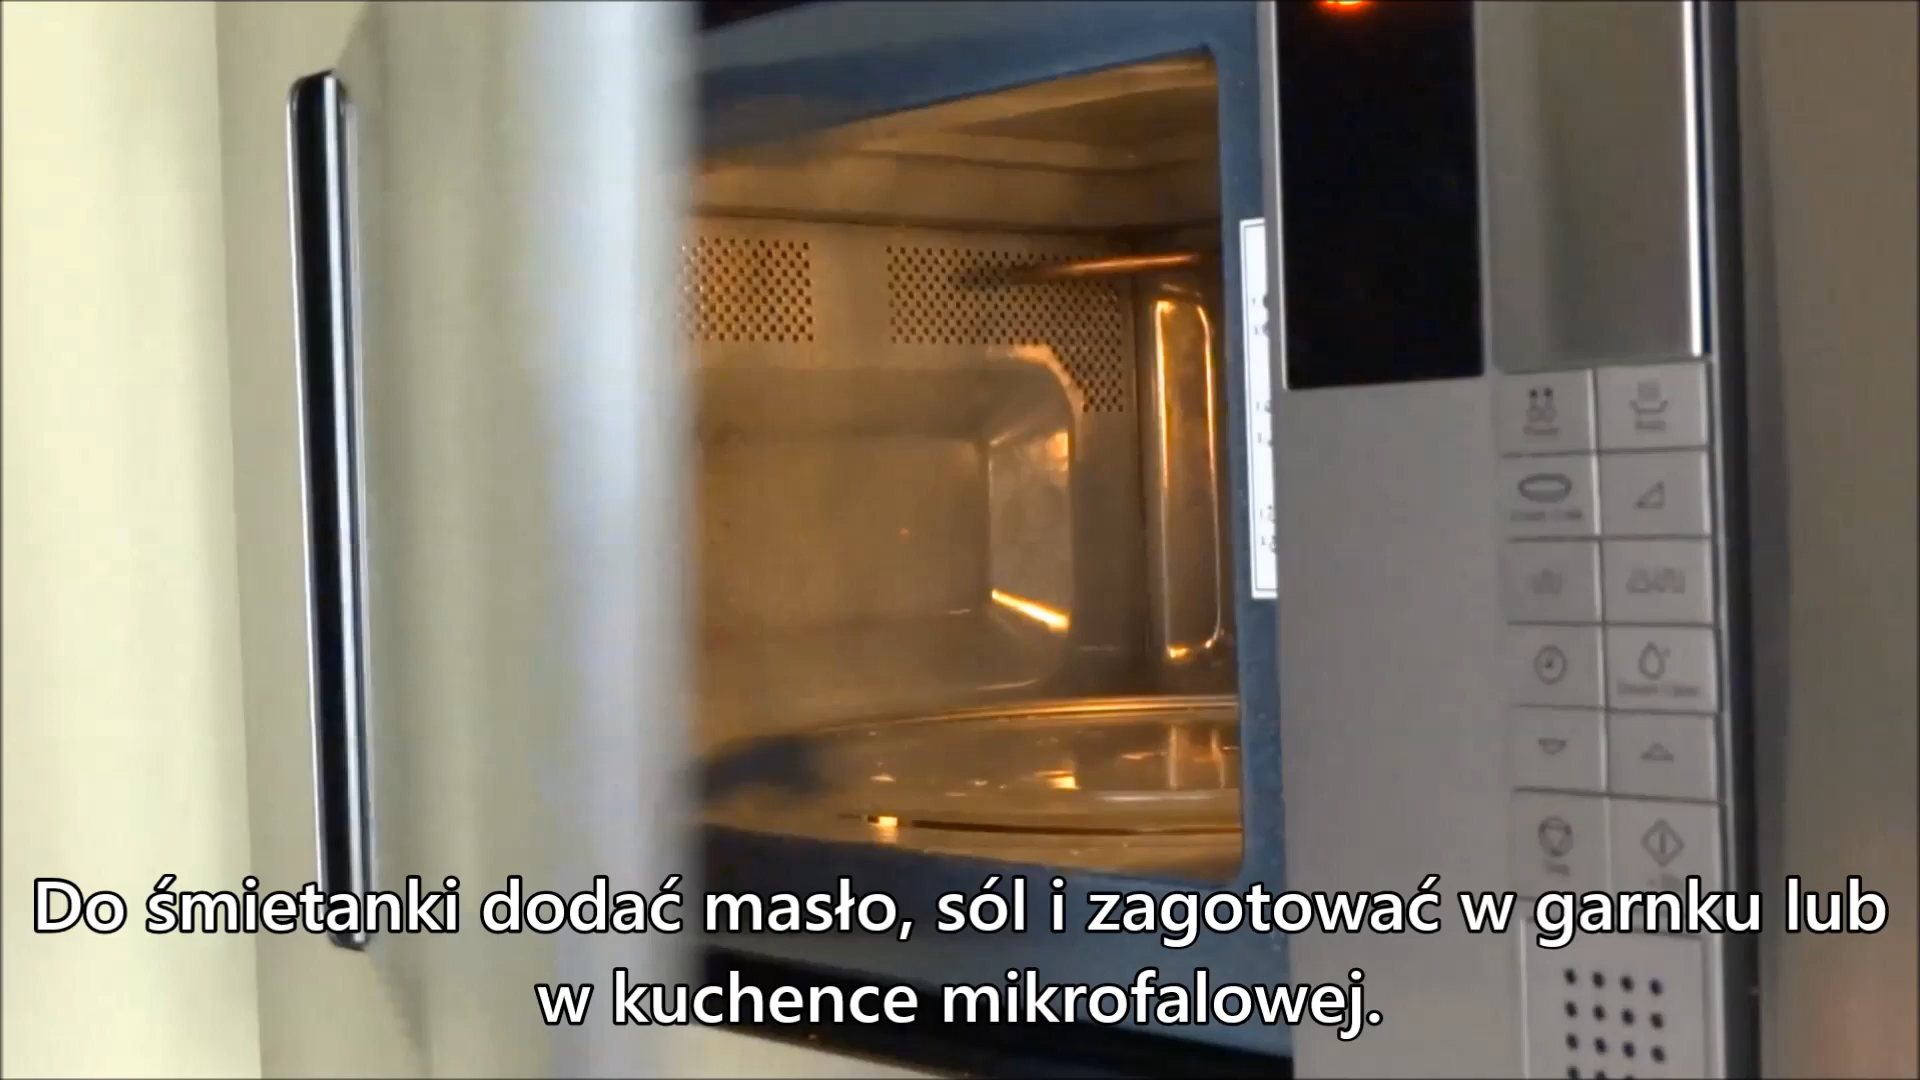 Do śmietanki dodać masło, sól i zagotować w garnku lub
w kuchence mikrofalowej.